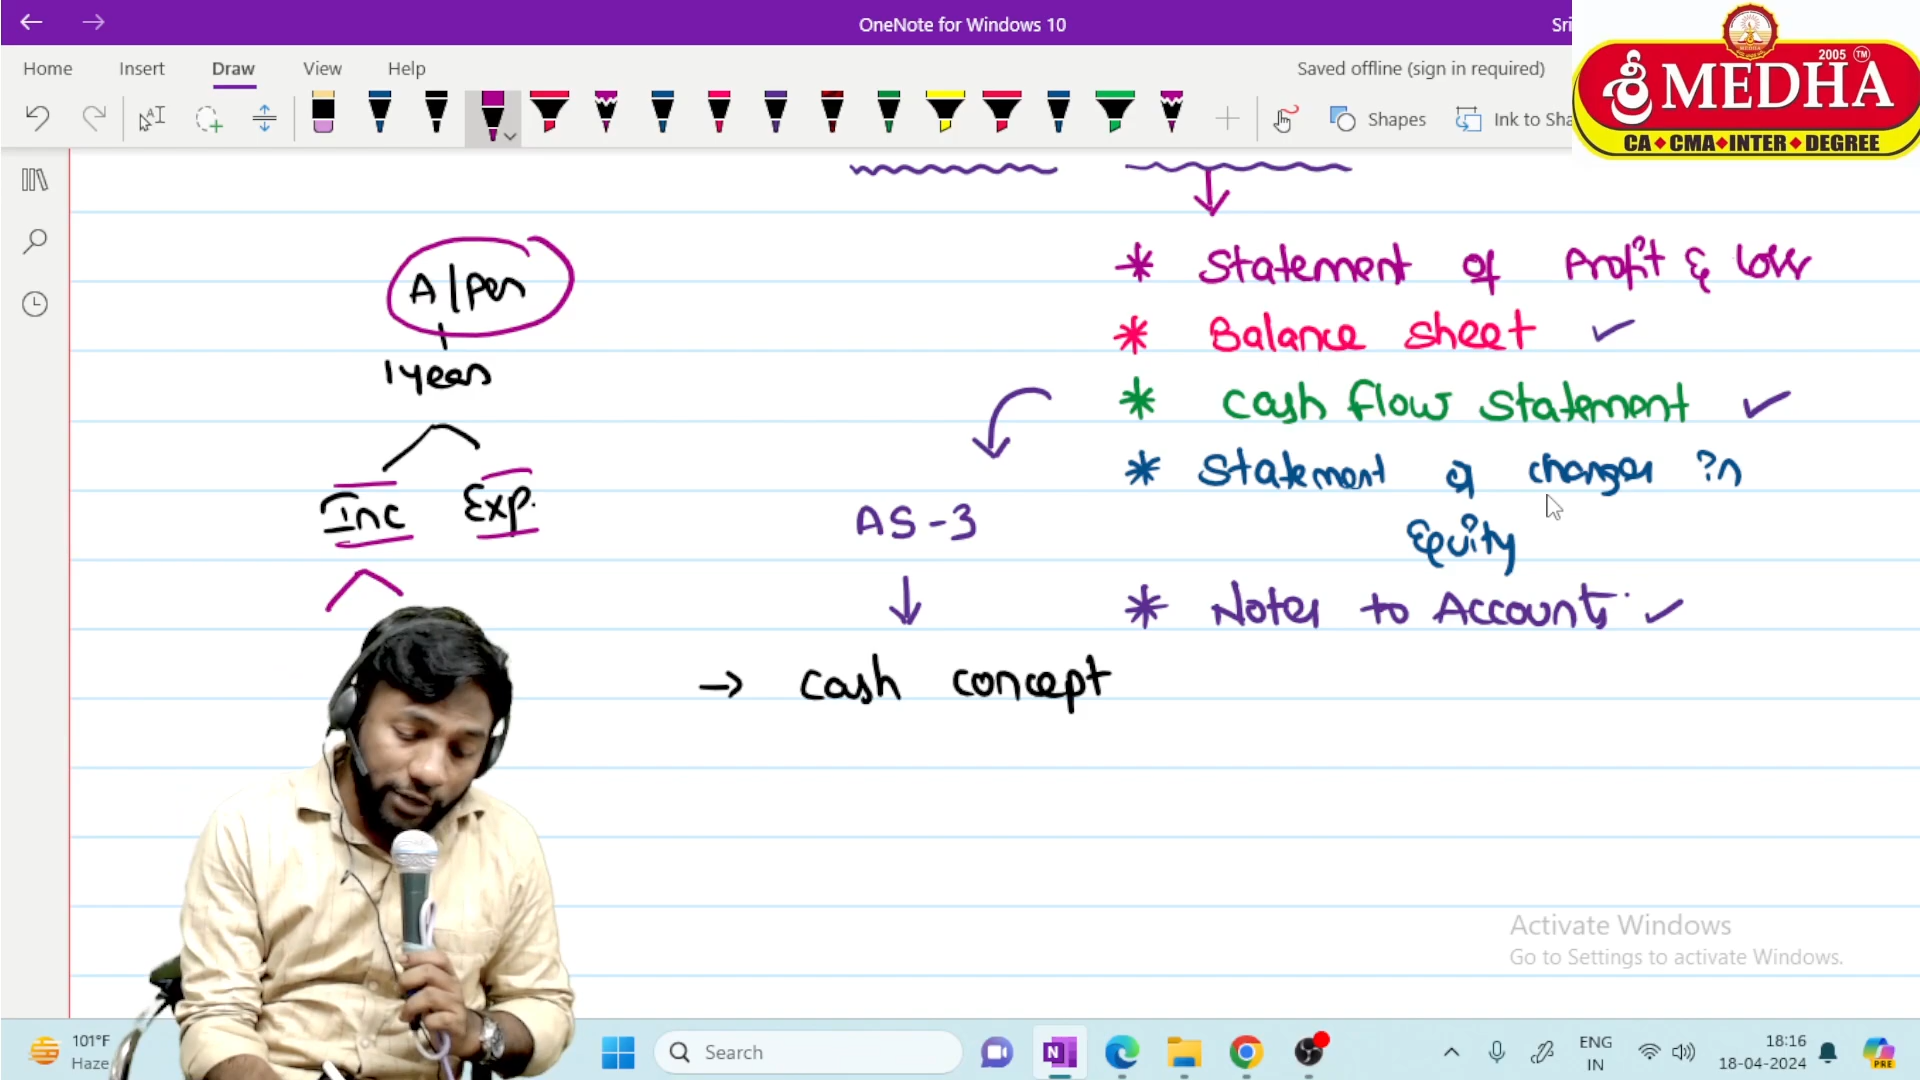 OneNote for Windows 10
Sri
Home Insert Draw View Help
Saved offline (sign in required)
Shapes
Ink to Sha
2005 TM
MEDHA
CA CMA INTER DEGREE
A/Per
1 year
Inc Exp.
* Statement of Profit & Loss
* Balance sheet ✓
* Cash flow statement ✓
* Statement of changes in
Equity
* Notes to Accounts ✓
AS-3
→ Cash concept
Activate Windows
Go to Settings to activate Windows.
101°F
Haze
Search
ENG
IN
18:16
18-04-2024
PRE